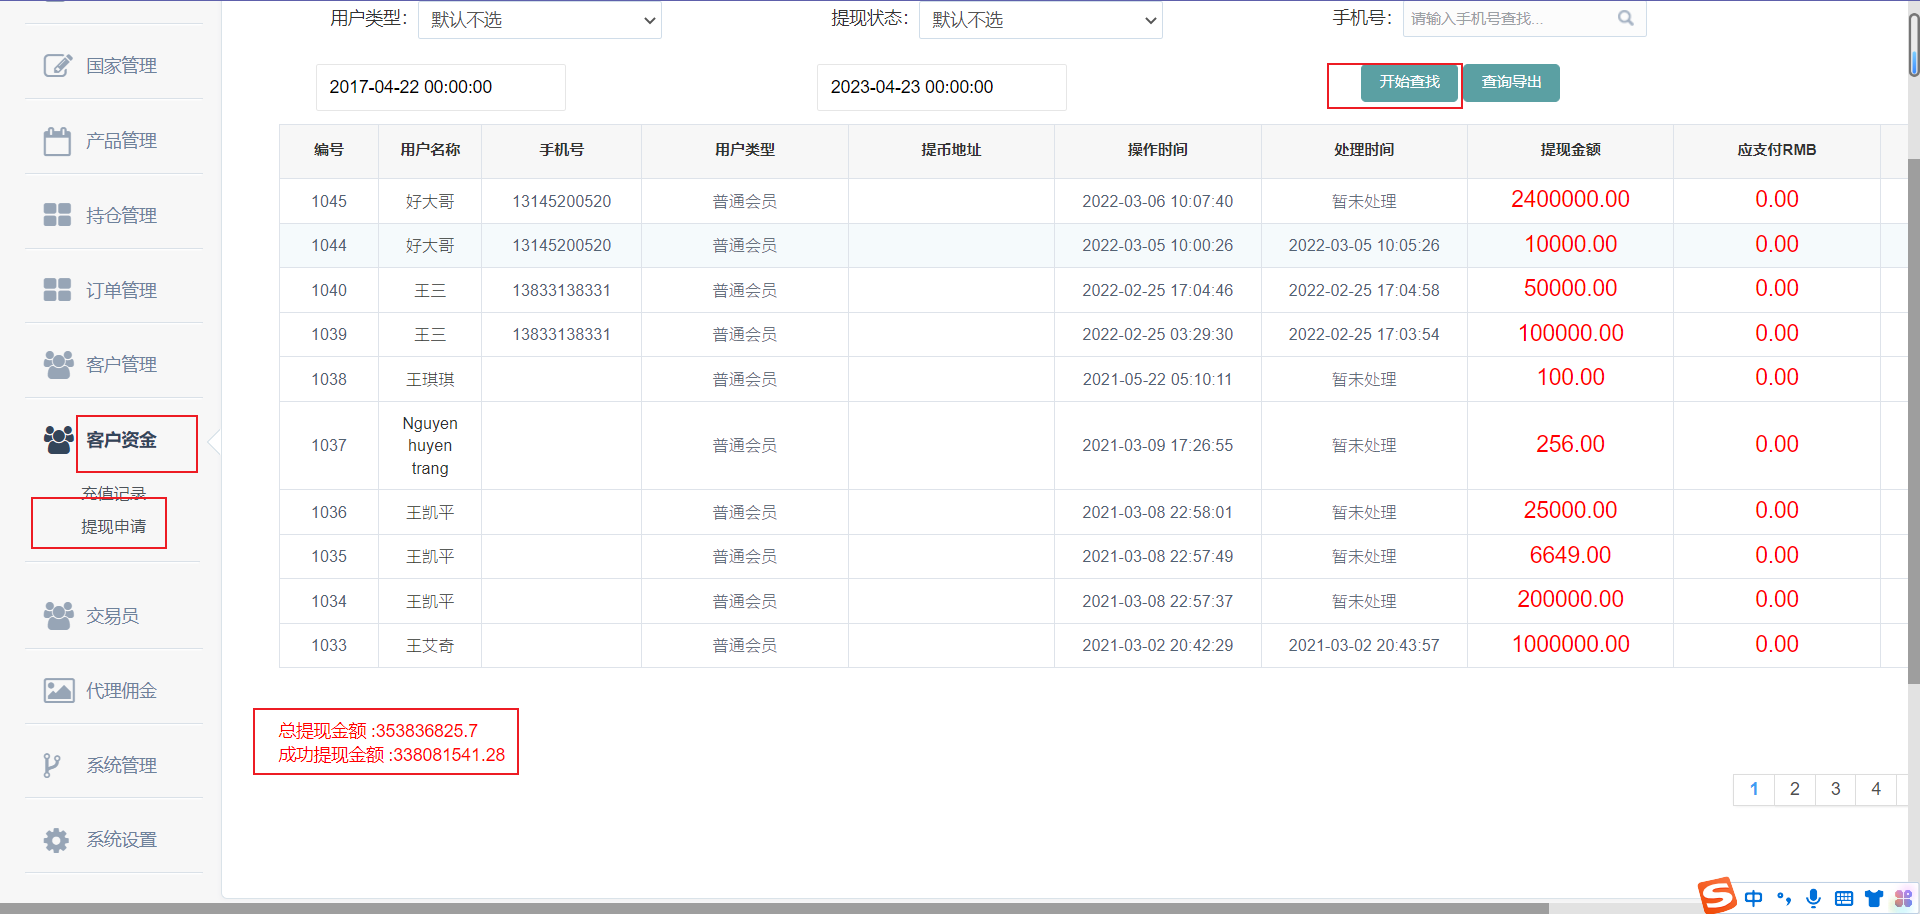 用户类型：
默认不选
提现状态：
默认不选
手机号：
请输入手机号查找...
2017-04-22 00:00:00
2023-04-23 00:00:00
开始查找
查询导出
国家管理
产品管理
持仓管理
订单管理
客户管理
客户资金
充值记录
提现申请
交易员
代理佣金
系统管理
系统设置
编号 用户名称 手机号 用户类型 提币地址 操作时间 处理时间 提现金额 应支付RMB
1045 好大哥 13145200520 普通会员 2022-03-06 10:07:40 暂未处理 2400000.00 0.00
1044 好大哥 13145200520 普通会员 2022-03-05 10:00:26 2022-03-05 10:05:26 10000.00 0.00
1040 王三 13833138331 普通会员 2022-02-25 17:04:46 2022-02-25 17:04:58 50000.00 0.00
1039 王三 13833138331 普通会员 2022-02-25 03:29:30 2022-02-25 17:03:54 100000.00 0.00
1038 王琪琪 普通会员 2021-05-22 05:10:11 暂未处理 100.00 0.00
1037 Nguyen huyen trang 普通会员 2021-03-09 17:26:55 暂未处理 256.00 0.00
1036 王凯平 普通会员 2021-03-08 22:58:01 暂未处理 25000.00 0.00
1035 王凯平 普通会员 2021-03-08 22:57:49 暂未处理 6649.00 0.00
1034 王凯平 普通会员 2021-03-08 22:57:37 暂未处理 200000.00 0.00
1033 王艾奇 普通会员 2021-03-02 20:42:29 2021-03-02 20:43:57 1000000.00 0.00
总提现金额 :353836825.7
成功提现金额 :338081541.28
1 2 3 4
中